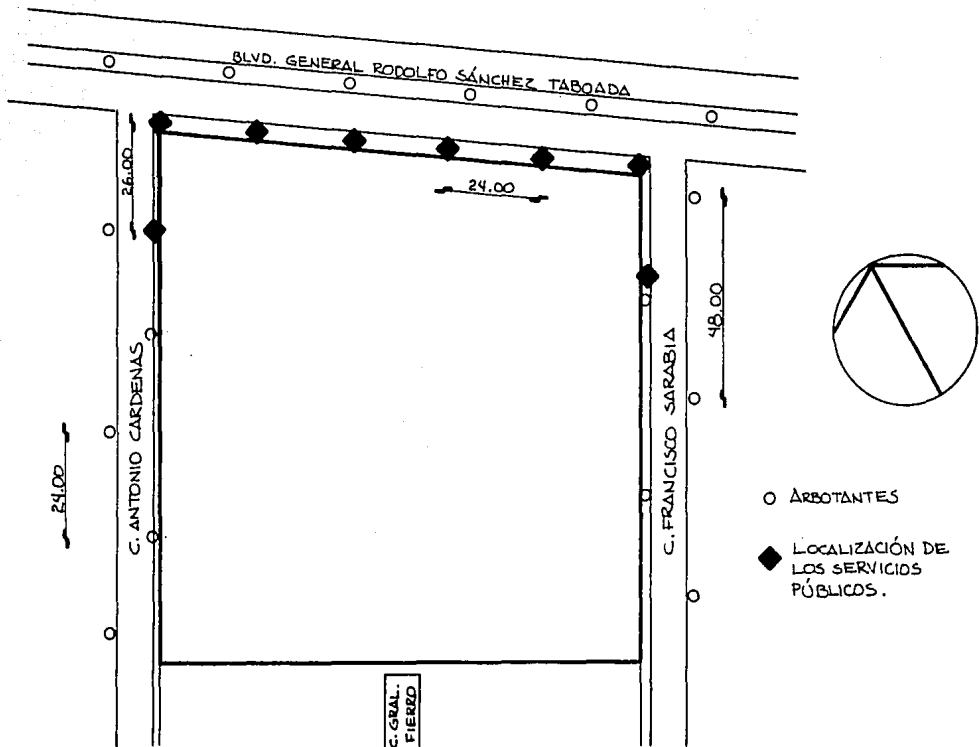 BLVD. GENERAL RODOLFO SÁNCHEZ TABOADA
26.00
24.00
48.00
C. ANTONIO CARDENAS
C. FRANCISCO SARABIA
24.00
○ ARBOTANTES
◆ LOCALIZACIÓN DE
LOS SERVICIOS
PÚBLICOS.
C. GRAL.
FIERRO